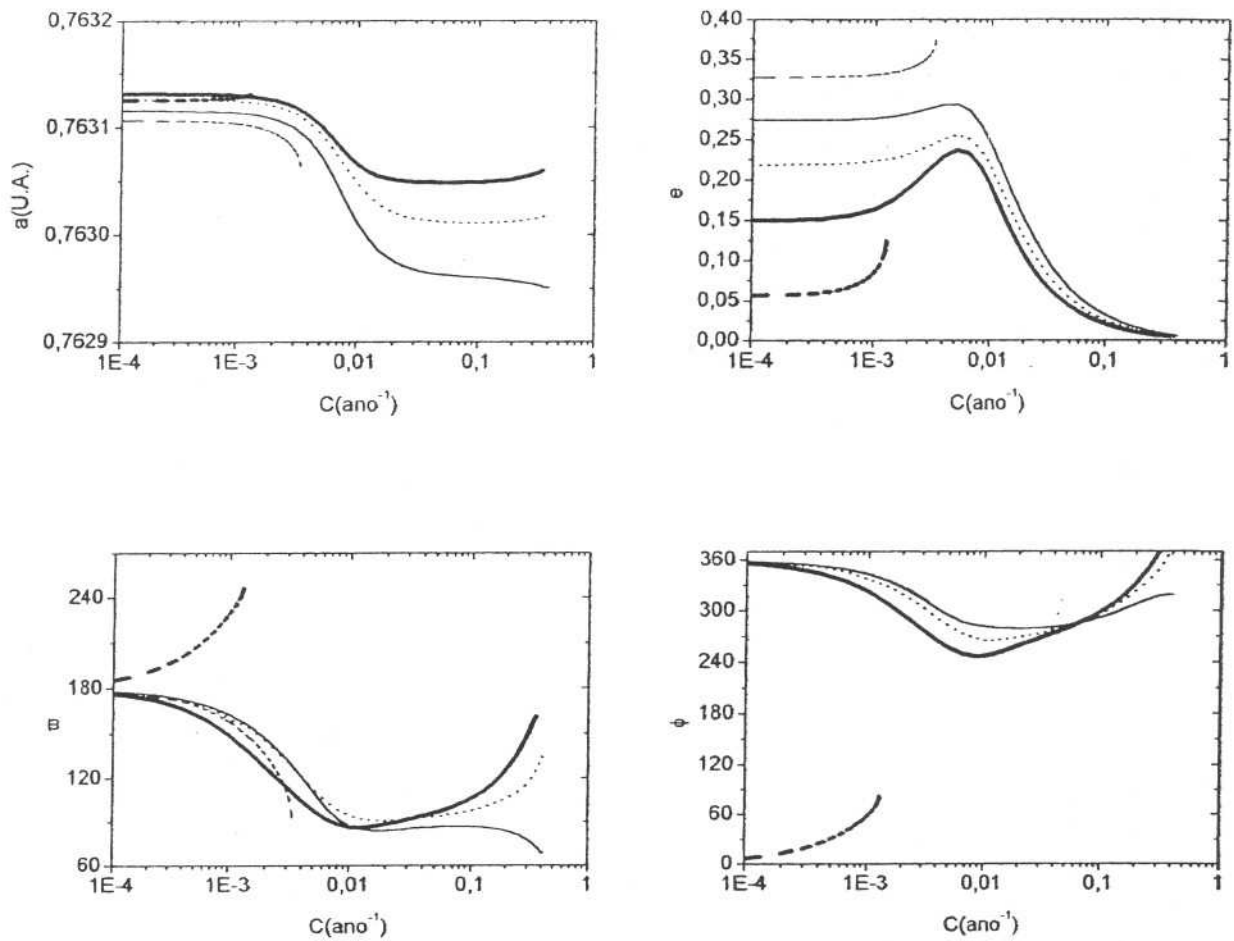 0,7632
0,7631
0,7630
0,7629
a(U.A.)
1E-4 1E-3 0,01 0,1 1
C(ano⁻¹)
0,40
0,35
0,30
0,25
0,20
0,15
0,10
0,05
0,00
e
1E-4 1E-3 0,01 0,1 1
C(ano⁻¹)
240
180
120
60
ϖ
1E-4 1E-3 0,01 0,1 1
C(ano⁻¹)
360
300
240
180
120
60
0
ϕ
1E-4 1E-3 0,01 0,1 1
C(ano⁻¹)